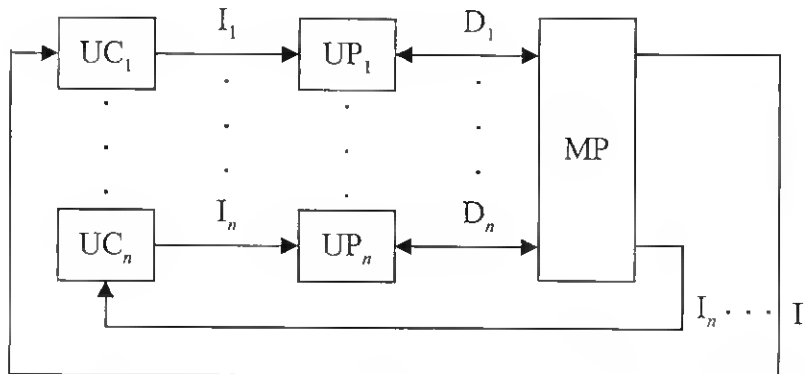 I₁ D₁
UC₁ UP₁
MP
Iₙ Dₙ
UCₙ UPₙ
Iₙ · · · I